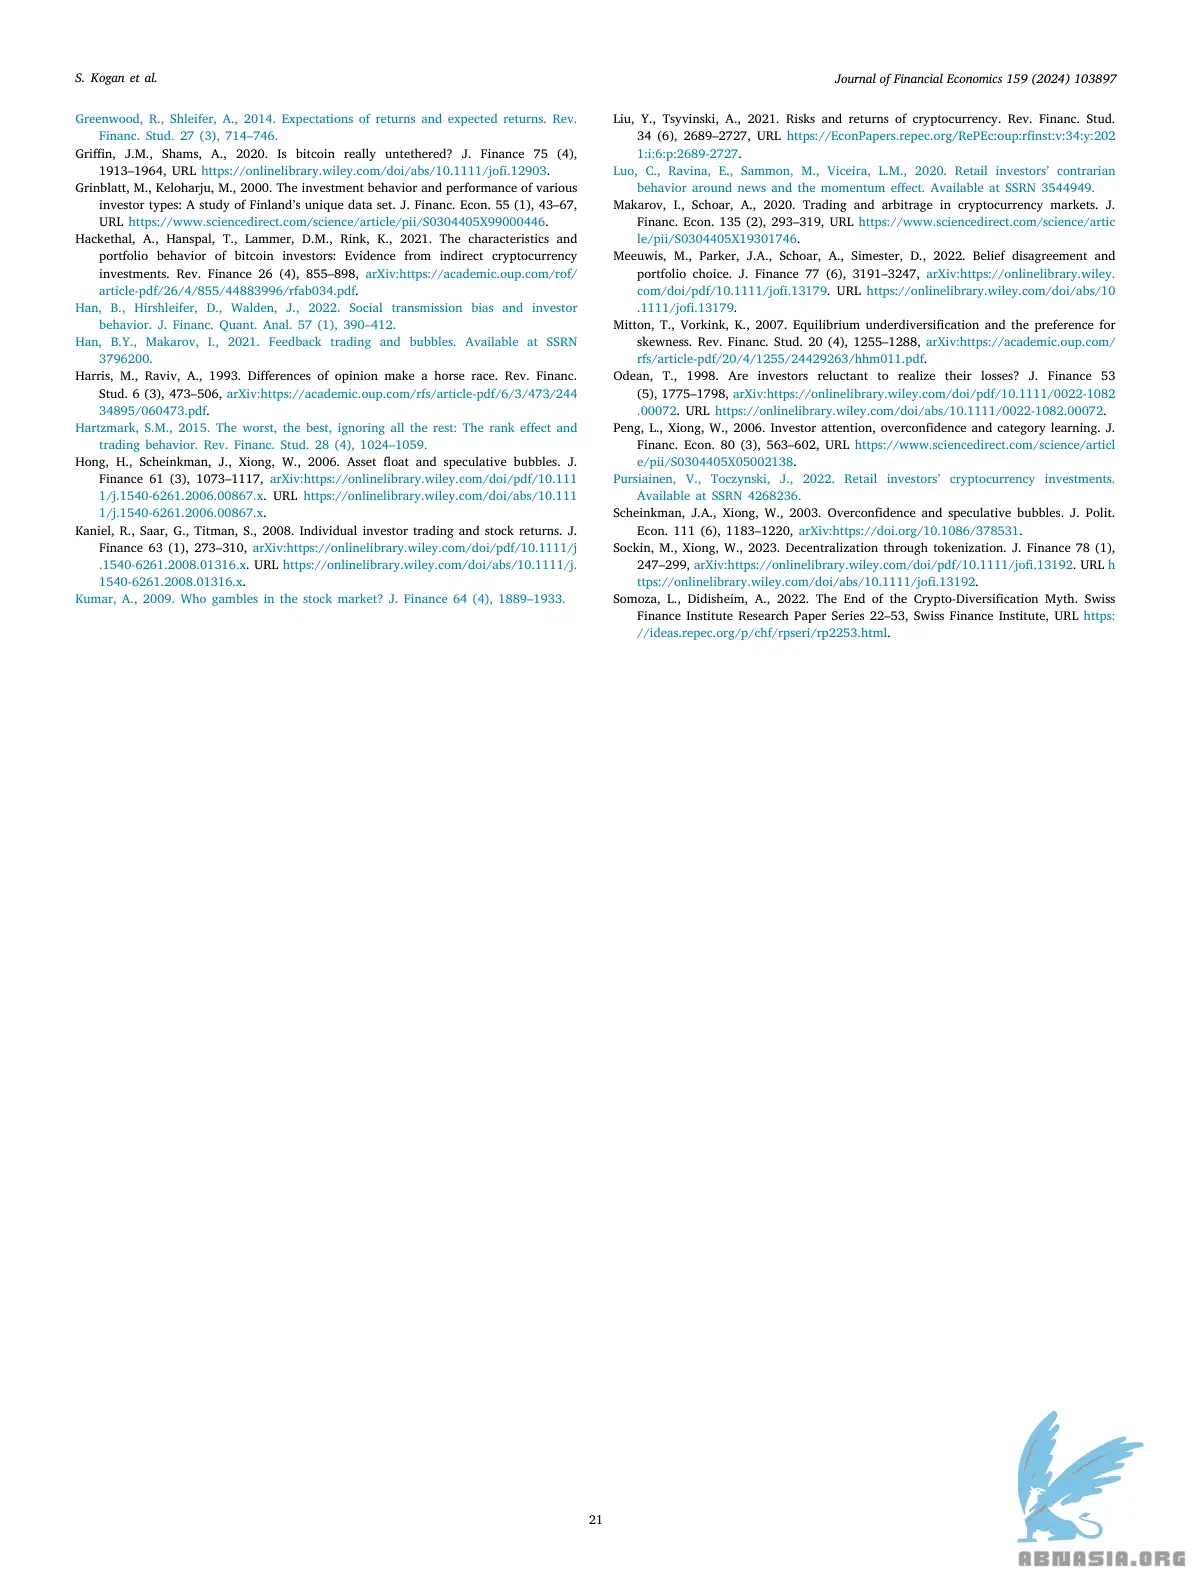 S. Kogan et al.
Journal of Financial Economics 159 (2024) 103897
Greenwood, R., Shleifer, A., 2014. Expectations of returns and expected returns. Rev.
Financ. Stud. 27 (3), 714–746.
Griffin, J.M., Shams, A., 2020. Is bitcoin really untethered? J. Finance 75 (4),
1913–1964, URL https://onlinelibrary.wiley.com/doi/abs/10.1111/jofi.12903.
Grinblatt, M., Keloharju, M., 2000. The investment behavior and performance of various
investor types: A study of Finland's unique data set. J. Financ. Econ. 55 (1), 43–67,
URL https://www.sciencedirect.com/science/article/pii/S0304405X99000446.
Hackethal, A., Hanspal, T., Lammer, D.M., Rink, K., 2021. The characteristics and
portfolio behavior of bitcoin investors: Evidence from indirect cryptocurrency
investments. Rev. Finance 26 (4), 855–898, arXiv:https://academic.oup.com/rof/
article-pdf/26/4/855/44883996/rfab034.pdf.
Han, B., Hirshleifer, D., Walden, J., 2022. Social transmission bias and investor
behavior. J. Financ. Quant. Anal. 57 (1), 390–412.
Han, B.Y., Makarov, I., 2021. Feedback trading and bubbles. Available at SSRN
3796200.
Harris, M., Raviv, A., 1993. Differences of opinion make a horse race. Rev. Financ.
Stud. 6 (3), 473–506, arXiv:https://academic.oup.com/rfs/article-pdf/6/3/473/244
34895/060473.pdf.
Hartzmark, S.M., 2015. The worst, the best, ignoring all the rest: The rank effect and
trading behavior. Rev. Financ. Stud. 28 (4), 1024–1059.
Hong, H., Scheinkman, J., Xiong, W., 2006. Asset float and speculative bubbles. J.
Finance 61 (3), 1073–1117, arXiv:https://onlinelibrary.wiley.com/doi/pdf/10.111
1/j.1540-6261.2006.00867.x. URL https://onlinelibrary.wiley.com/doi/abs/10.111
1/j.1540-6261.2006.00867.x.
Kaniel, R., Saar, G., Titman, S., 2008. Individual investor trading and stock returns. J.
Finance 63 (1), 273–310, arXiv:https://onlinelibrary.wiley.com/doi/pdf/10.1111/j
.1540-6261.2008.01316.x. URL https://onlinelibrary.wiley.com/doi/abs/10.1111/j.
1540-6261.2008.01316.x.
Kumar, A., 2009. Who gambles in the stock market? J. Finance 64 (4), 1889–1933.
Liu, Y., Tsyvinski, A., 2021. Risks and returns of cryptocurrency. Rev. Financ. Stud.
34 (6), 2689–2727, URL https://EconPapers.repec.org/RePEc:oup:rfinst:v:34:y:202
1:i:6:p:2689-2727.
Luo, C., Ravina, E., Sammon, M., Viceira, L.M., 2020. Retail investors' contrarian
behavior around news and the momentum effect. Available at SSRN 3544949.
Makarov, I., Schoar, A., 2020. Trading and arbitrage in cryptocurrency markets. J.
Financ. Econ. 135 (2), 293–319, URL https://www.sciencedirect.com/science/artic
le/pii/S0304405X19301746.
Meeuwis, M., Parker, J.A., Schoar, A., Simester, D., 2022. Belief disagreement and
portfolio choice. J. Finance 77 (6), 3191–3247, arXiv:https://onlinelibrary.wiley.
com/doi/pdf/10.1111/jofi.13179. URL https://onlinelibrary.wiley.com/doi/abs/10
.1111/jofi.13179.
Mitton, T., Vorkink, K., 2007. Equilibrium underdiversification and the preference for
skewness. Rev. Financ. Stud. 20 (4), 1255–1288, arXiv:https://academic.oup.com/
rfs/article-pdf/20/4/1255/24429263/hhm011.pdf.
Odean, T., 1998. Are investors reluctant to realize their losses? J. Finance 53
(5), 1775–1798, arXiv:https://onlinelibrary.wiley.com/doi/pdf/10.1111/0022-1082
.00072. URL https://onlinelibrary.wiley.com/doi/abs/10.1111/0022-1082.00072.
Peng, L., Xiong, W., 2006. Investor attention, overconfidence and category learning. J.
Financ. Econ. 80 (3), 563–602, URL https://www.sciencedirect.com/science/articl
e/pii/S0304405X05002138.
Pursiainen, V., Toczynski, J., 2022. Retail investors' cryptocurrency investments.
Available at SSRN 4268236.
Scheinkman, J.A., Xiong, W., 2003. Overconfidence and speculative bubbles. J. Polit.
Econ. 111 (6), 1183–1220, arXiv:https://doi.org/10.1086/378531.
Sockin, M., Xiong, W., 2023. Decentralization through tokenization. J. Finance 78 (1),
247–299, arXiv:https://onlinelibrary.wiley.com/doi/pdf/10.1111/jofi.13192. URL h
ttps://onlinelibrary.wiley.com/doi/abs/10.1111/jofi.13192.
Somoza, L., Didisheim, A., 2022. The End of the Crypto-Diversification Myth. Swiss
Finance Institute Research Paper Series 22–53, Swiss Finance Institute, URL https:
//ideas.repec.org/p/chf/rpseri/rp2253.html.
21
ABNASIA.ORG